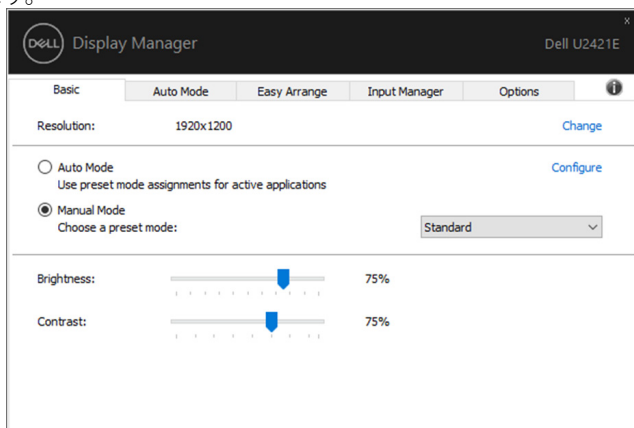 す。
DELL Display Manager
Dell U2421E
x
Basic Auto Mode Easy Arrange Input Manager Options
Resolution: 1920x1200 Change
Auto Mode Configure
Use preset mode assignments for active applications
Manual Mode
Choose a preset mode: Standard
Brightness: 75%
Contrast: 75%